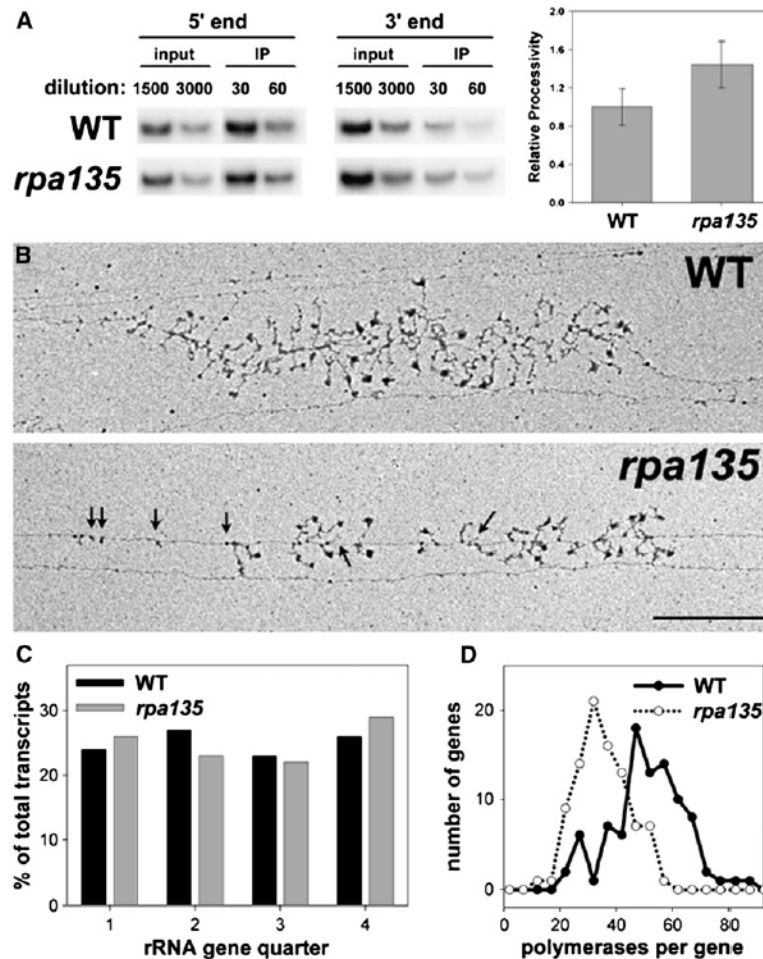 A
5' end
3' end
input IP input IP
dilution: 1500 3000 30 60 1500 3000 30 60
WT
rpa135
Relative Processivity
2.0
1.6
1.2
0.8
0.4
0.0
WT rpa135
B
WT
rpa135
C
WT
rpa135
% of total transcripts
30
20
10
0
1 2 3 4
rRNA gene quarter
D
WT
rpa135
number of genes
20
10
0
0 20 40 60 80
polymerases per gene